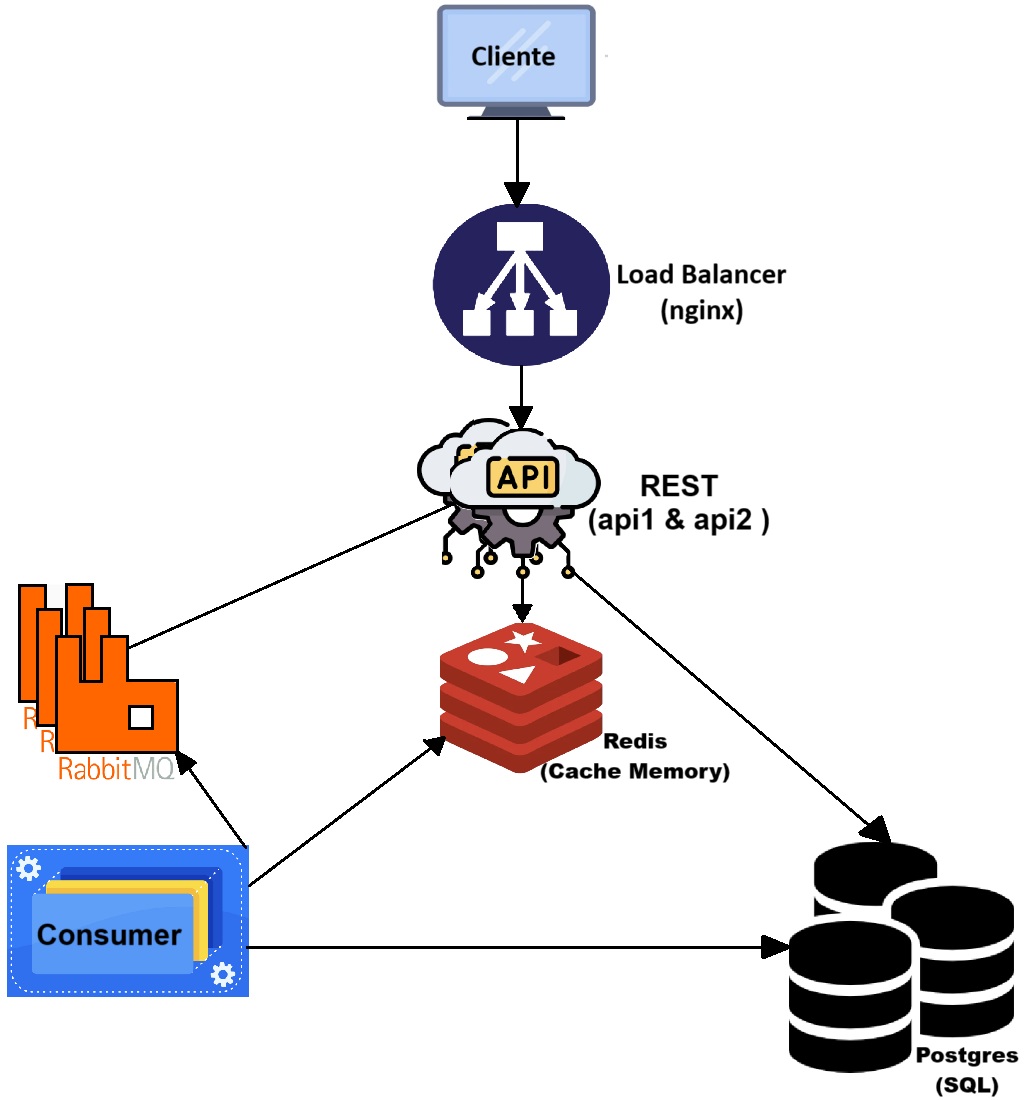 Cliente
Load Balancer
(nginx)
API
REST
(api1 & api2 )
R
R
RabbitMQ
Redis
(Cache Memory)
Consumer
Postgres
(SQL)